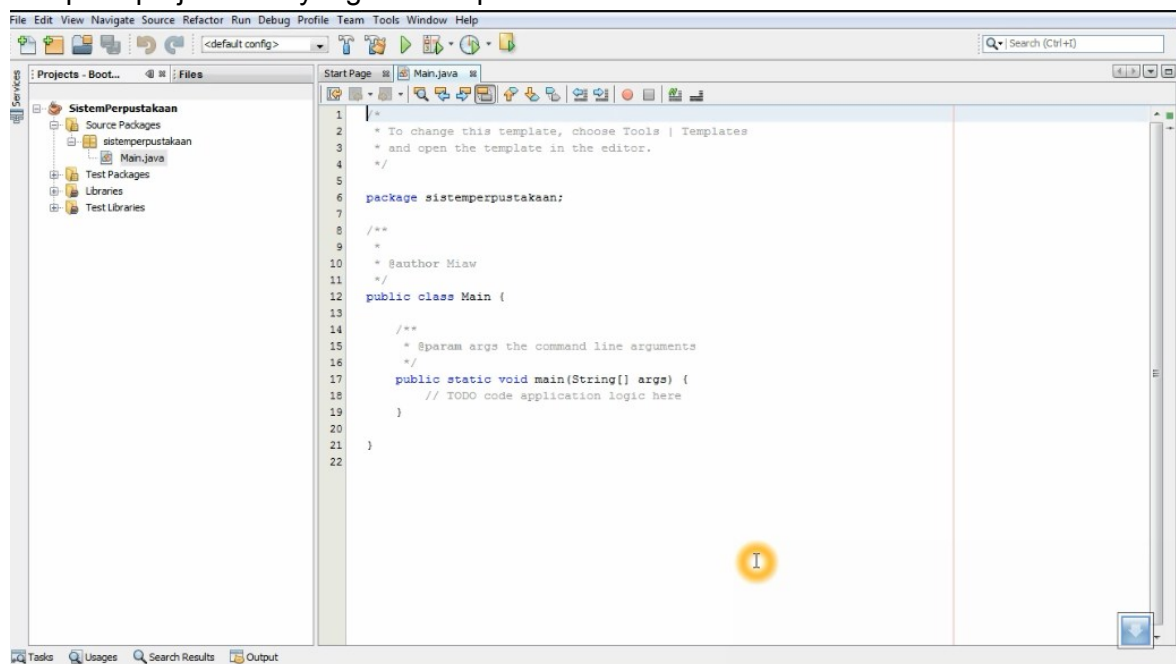 File Edit View Navigate Source Refactor Run Debug Profile Team Tools Window Help
<default config>
Search (Ctrl+I)
Services
Projects - Boot...
Files
SistemPerpustakaan
Source Packages
sistemperpustakaan
Main.java
Test Packages
Libraries
Test Libraries
Start Page
Main.java
1 /*
2 * To change this template, choose Tools | Templates
3 * and open the template in the editor.
4 */
5
6 package sistemperpustakaan;
7
8 /**
9 *
10 * @author Miaw
11 */
12 public class Main {
13
14 /**
15 * @param args the command line arguments
16 */
17 public static void main(String[] args) {
18 // TODO code application logic here
19 }
20
21 }
22
Tasks Usages Search Results Output